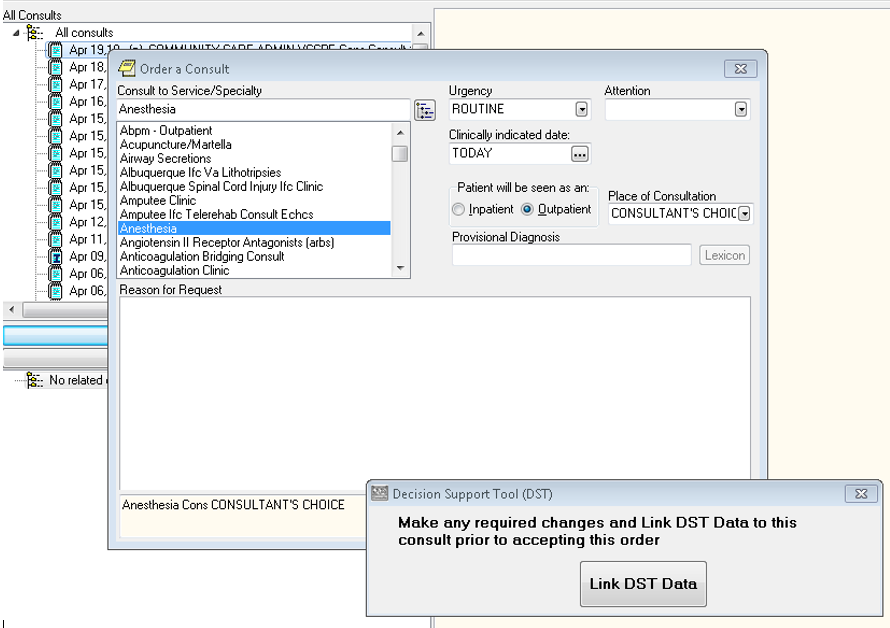 All Consults
All consults
Apr 19,19 (p) COMMUNITY CARE-ADMIN
Apr 18,
Apr 17,
Apr 16,
Apr 15,
Apr 15,
Apr 15,
Apr 15,
Apr 15,
Apr 15,
Apr 12,
Apr 11,
Apr 09,
Apr 06,
Apr 06,
No related
Order a Consult
Consult to Service/Specialty
Anesthesia
Abpm - Outpatient
Acupuncture/Martella
Airway Secretions
Albuquerque Ifc Va Lithotripsies
Albuquerque Spinal Cord Injury Ifc Clinic
Amputee Clinic
Amputee Ifc Telerehab Consult Echcs
Anesthesia
Angiotensin II Receptor Antagonists (arbs)
Anticoagulation Bridging Consult
Anticoagulation Clinic
Urgency
ROUTINE
Attention
Clinically indicated date:
TODAY
...
Patient will be seen as an:
Inpatient Outpatient
Place of Consultation
CONSULTANT'S CHOIC
Provisional Diagnosis
Lexicon
Reason for Request
Anesthesia Cons CONSULTANT'S CHOICE
Decision Support Tool (DST)
Make any required changes and Link DST Data to this
consult prior to accepting this order
Link DST Data